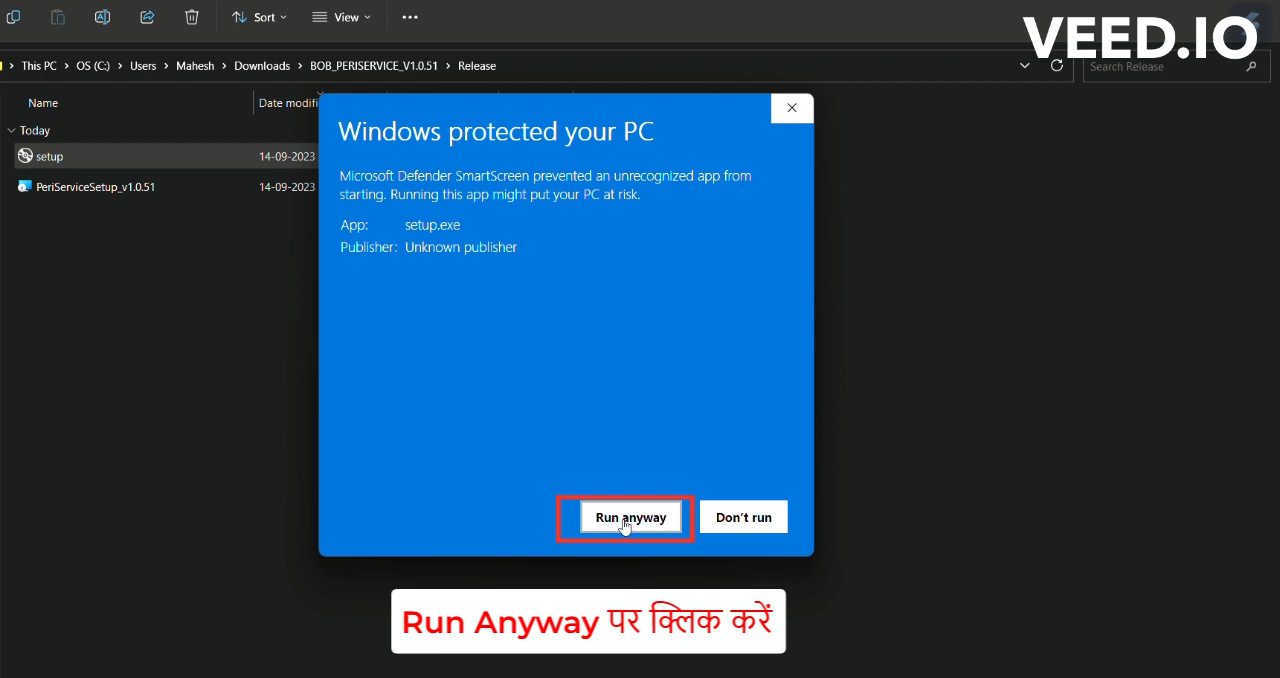 Sort
View
VEED.IO
This PC > OS (C:) > Users > Mahesh > Downloads > BOB_PERISERVICE_V1.0.51 > Release
Search Release
Name
Date modifi
Today
setup 14-09-2023
PeriServiceSetup_v1.0.51 14-09-2023
Windows protected your PC
Microsoft Defender SmartScreen prevented an unrecognized app from
starting. Running this app might put your PC at risk.
App: setup.exe
Publisher: Unknown publisher
Run anyway
Don't run
Run Anyway पर क्लिक करें